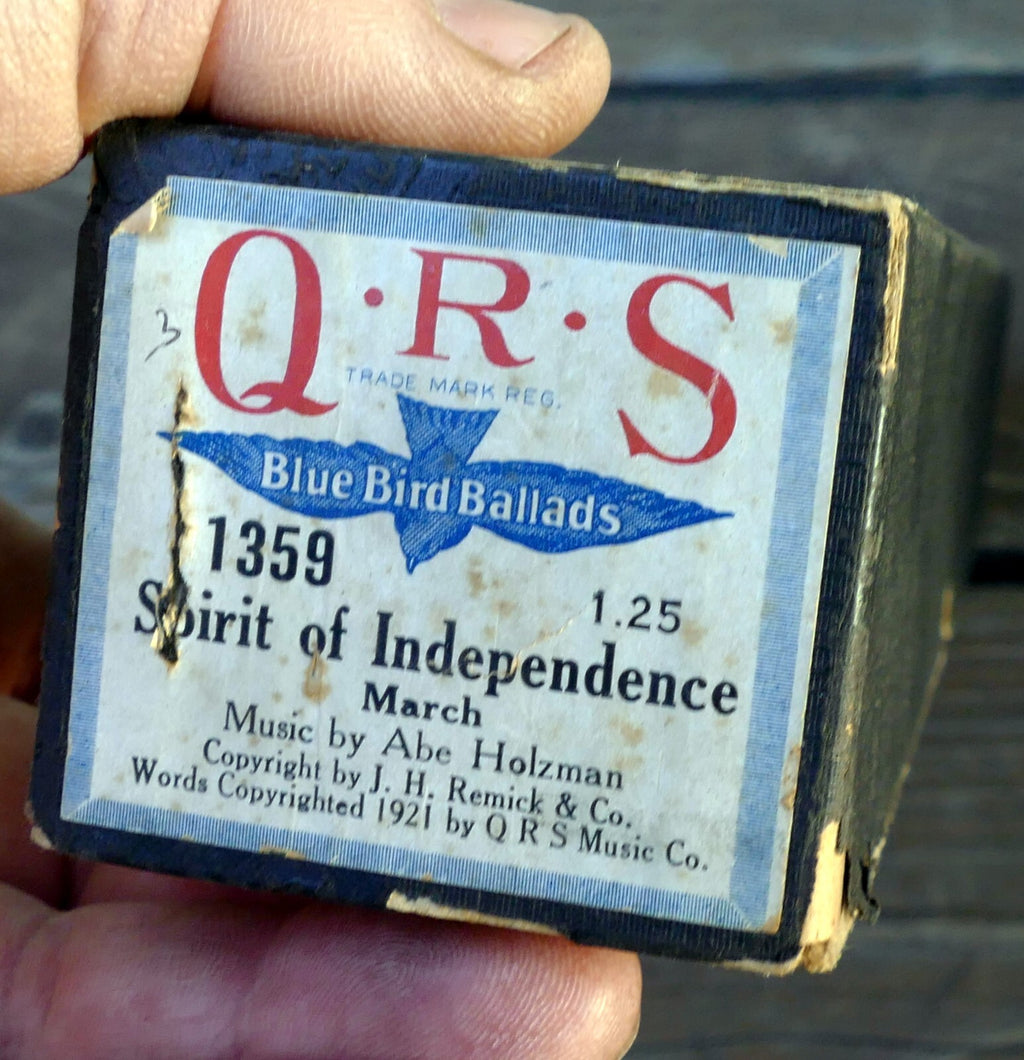 Q·R·S
3
TRADE MARK REG.
Blue Bird Ballads
1359
1.25
Spirit of Independence
March
Music by Abe Holzman
Copyright by J. H. Remick & Co.
Words Copyrighted 1921 by Q R S Music Co.